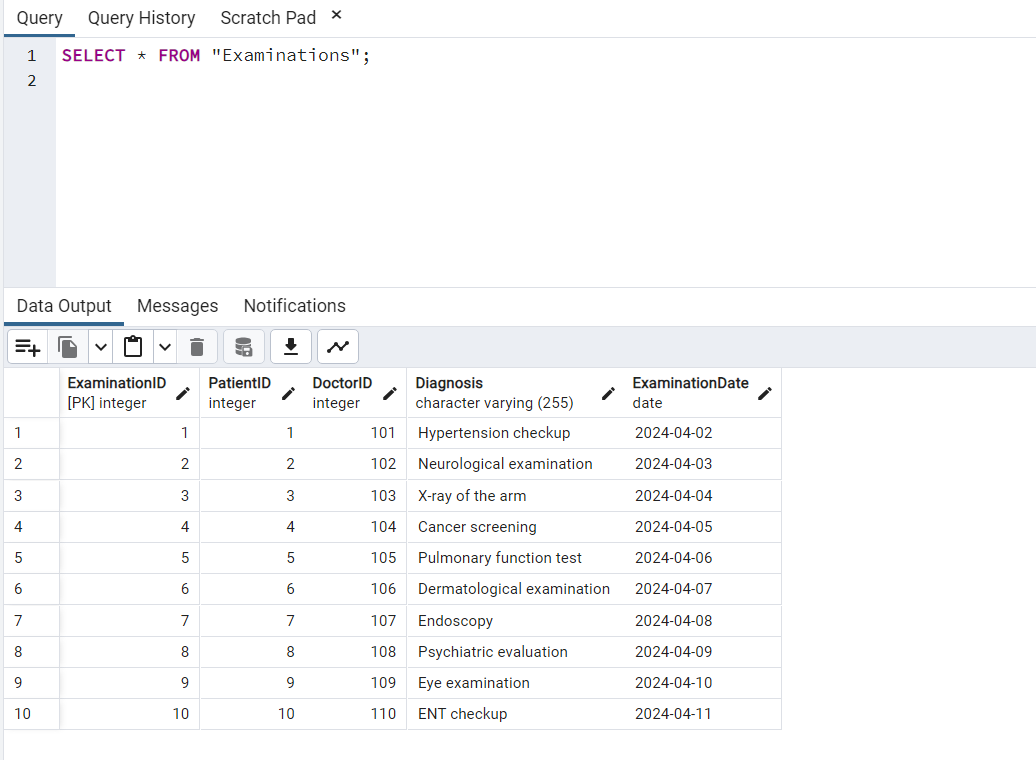 Query Query History Scratch Pad ×
1 SELECT * FROM "Examinations";
2
Data Output Messages Notifications
ExaminationID PatientID DoctorID Diagnosis ExaminationDate
[PK] integer integer integer character varying (255) date
1 1 1 101 Hypertension checkup 2024-04-02
2 2 2 102 Neurological examination 2024-04-03
3 3 3 103 X-ray of the arm 2024-04-04
4 4 4 104 Cancer screening 2024-04-05
5 5 5 105 Pulmonary function test 2024-04-06
6 6 6 106 Dermatological examination 2024-04-07
7 7 7 107 Endoscopy 2024-04-08
8 8 8 108 Psychiatric evaluation 2024-04-09
9 9 9 109 Eye examination 2024-04-10
10 10 10 110 ENT checkup 2024-04-11